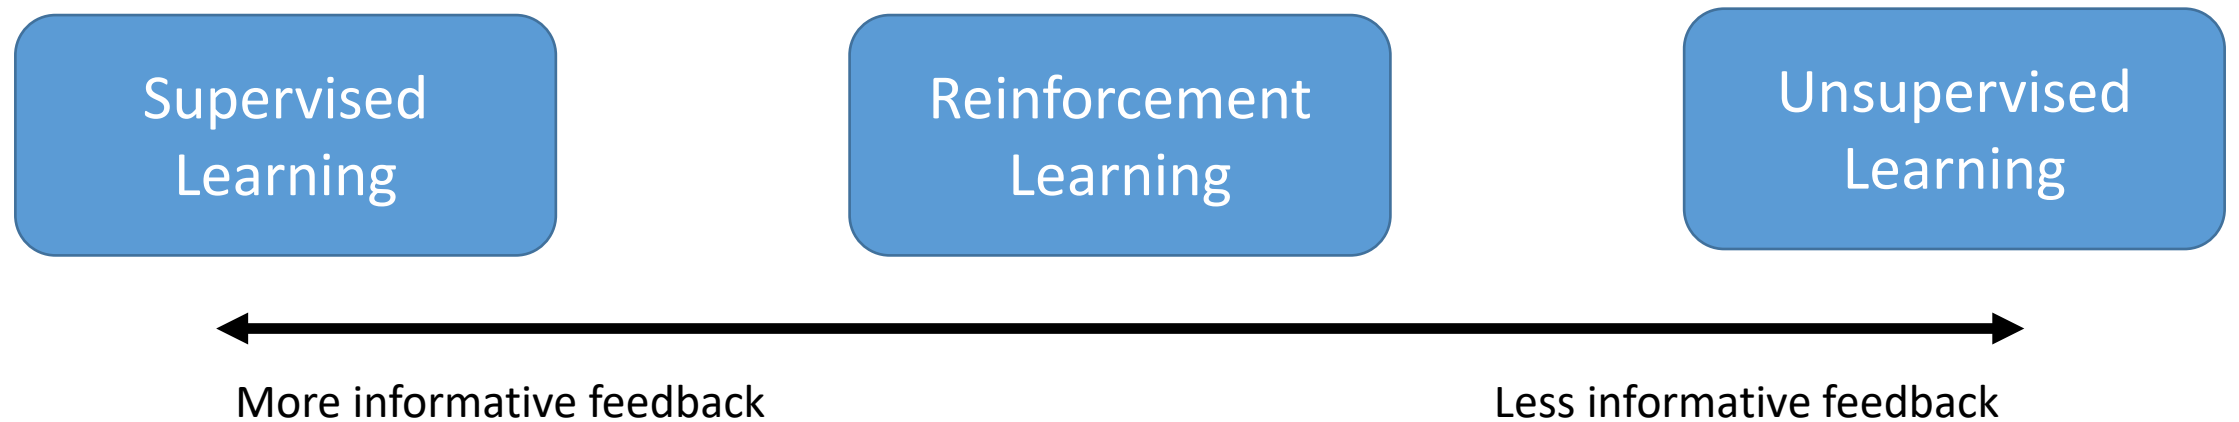 Supervised
Learning
Reinforcement
Learning
Unsupervised
Learning
More informative feedback
Less informative feedback